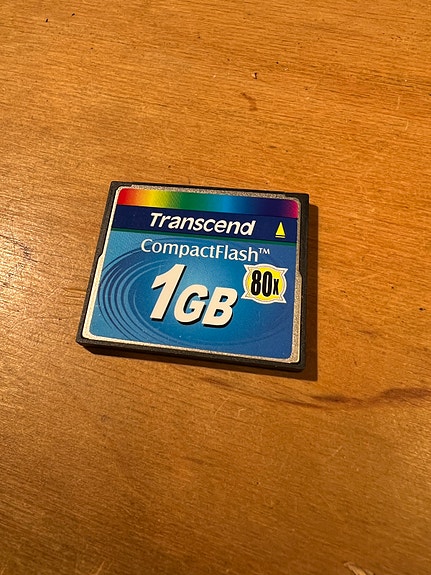 Transcend
CompactFlash™
80x
1GB